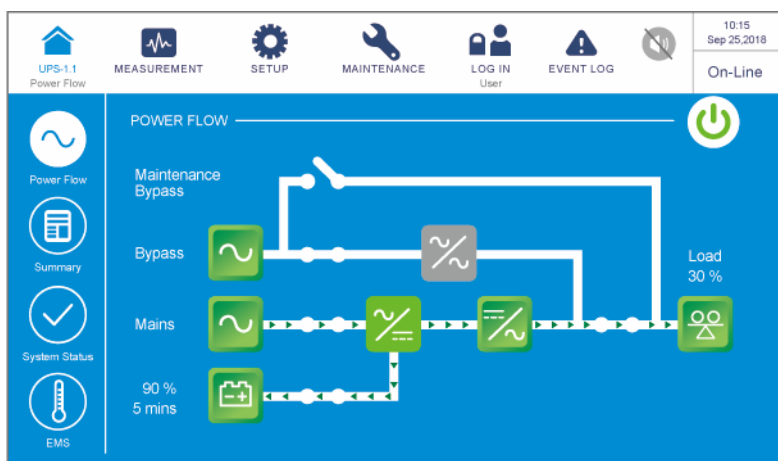 UPS-1.1
Power Flow
MEASUREMENT
SETUP
MAINTENANCE
LOG IN
User
EVENT LOG
10:15
Sep 25,2018
On-Line
Power Flow
Summary
System Status
EMS
POWER FLOW
Maintenance
Bypass
Bypass
Mains
90 %
5 mins
Load
30 %